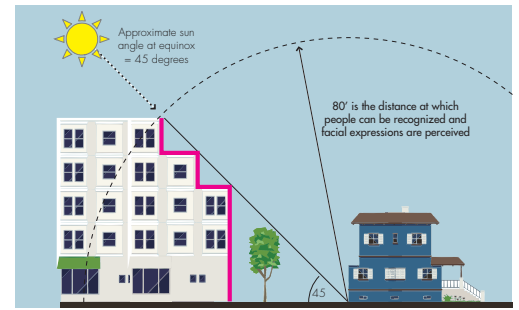 Approximate sun
angle at equinox
= 45 degrees
80' is the distance at which
people can be recognized and
facial expressions are perceived
45